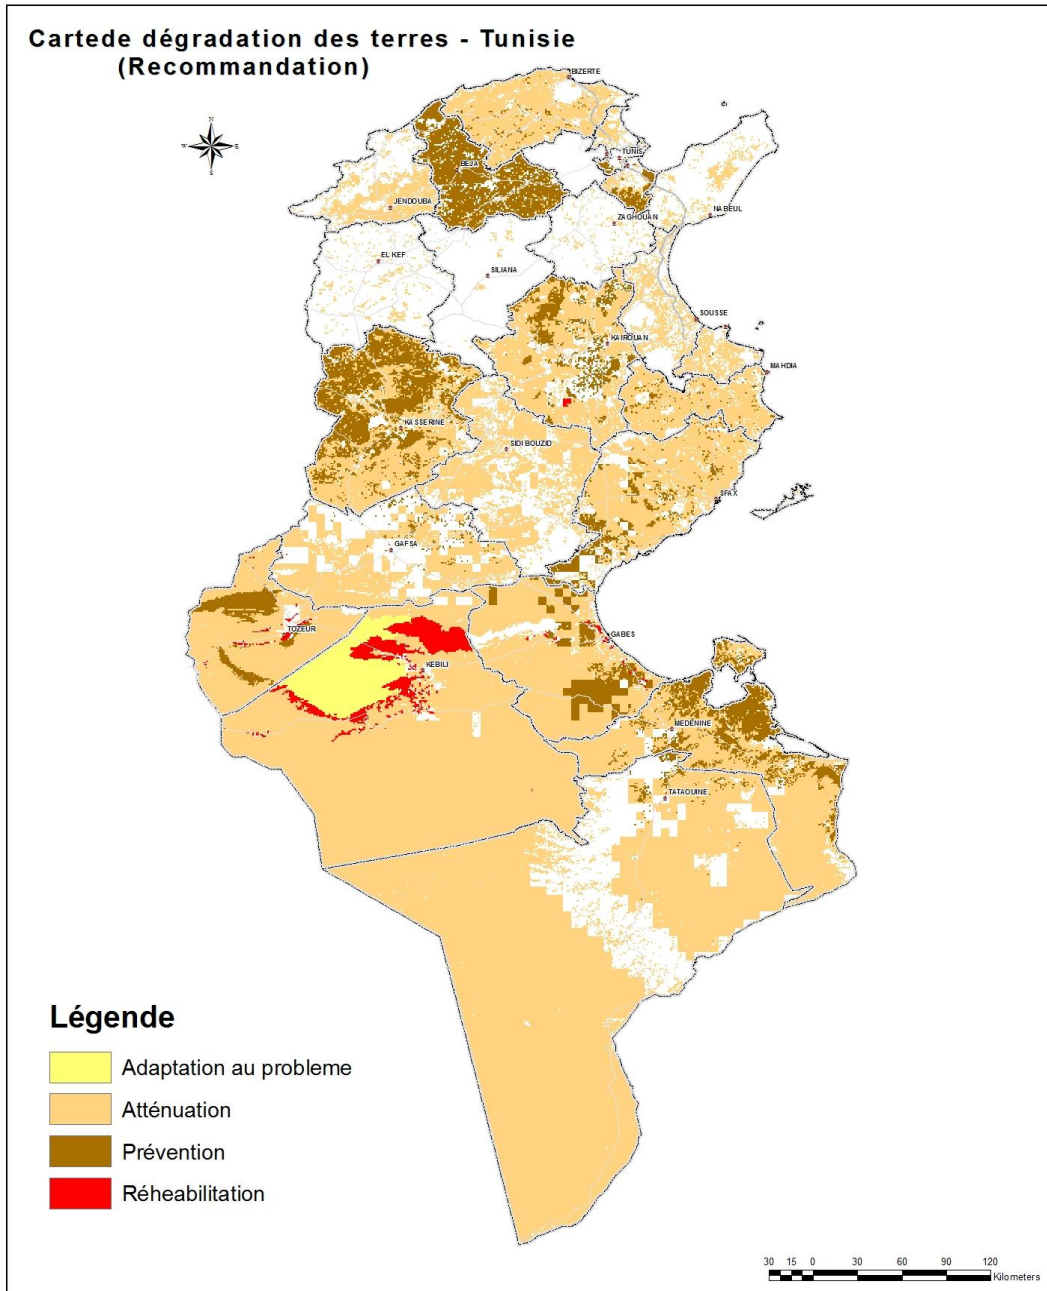 Cartede dégradation des terres - Tunisie
(Recommandation)
N
W
E
S
BIZERTE
TUNIS
BEJA
JENDOUBA
NABEUL
ZAGHOUAN
EL KEF
SILIANA
SOUSSE
KAIROUAN
MAHDIA
KASSERINE
SIDI BOUZID
SFAX
GAFSA
TOZEUR
GABES
KEBILI
MEDENINE
TATAOUINE
Légende
Adaptation au probleme
Atténuation
Prévention
Réheabilitation
30 15 0 30 60 90 120
Kilometers